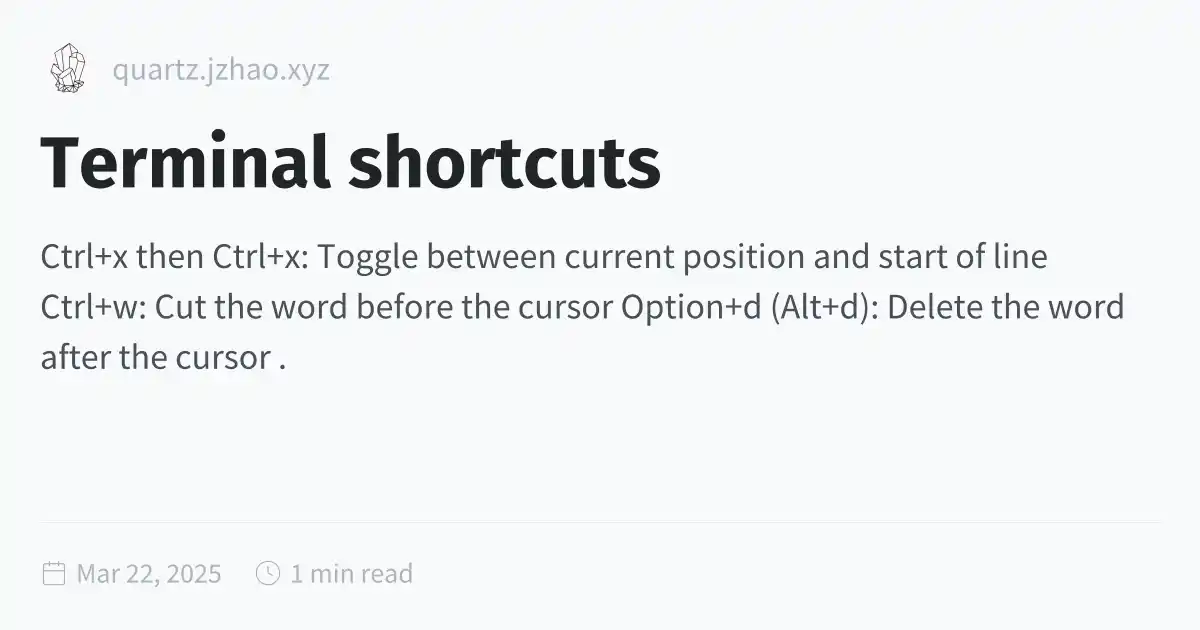 quartz.jzhao.xyz
Terminal shortcuts
Ctrl+x then Ctrl+x: Toggle between current position and start of line
Ctrl+w: Cut the word before the cursor Option+d (Alt+d): Delete the word
after the cursor .
Mar 22, 2025 1 min read